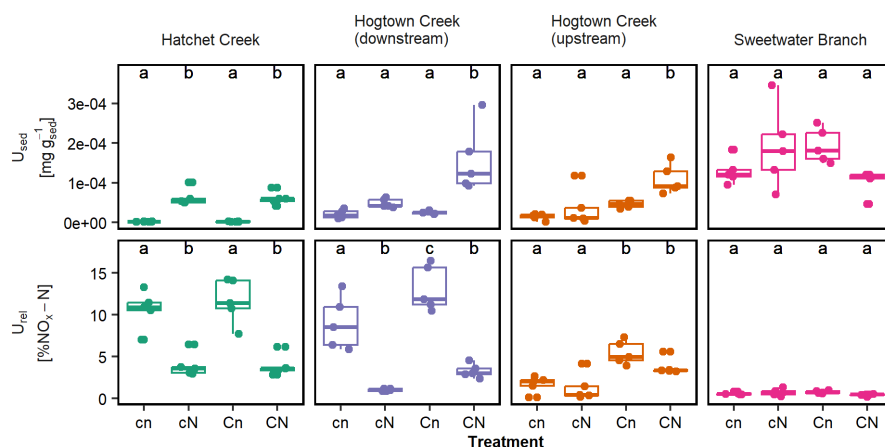 Hatchet Creek
Hogtown Creek
(downstream)
Hogtown Creek
(upstream)
Sweetwater Branch
a b a b
a a a b
a a a b
a a a a
U_sed
[mg g_sed^-1]
3e-04
2e-04
1e-04
0e+00
a b a b
a b c b
a a b b
a a a a
U_rel
[%NO_x − N]
15
10
5
0
cn cN Cn CN
cn cN Cn CN
cn cN Cn CN
cn cN Cn CN
Treatment